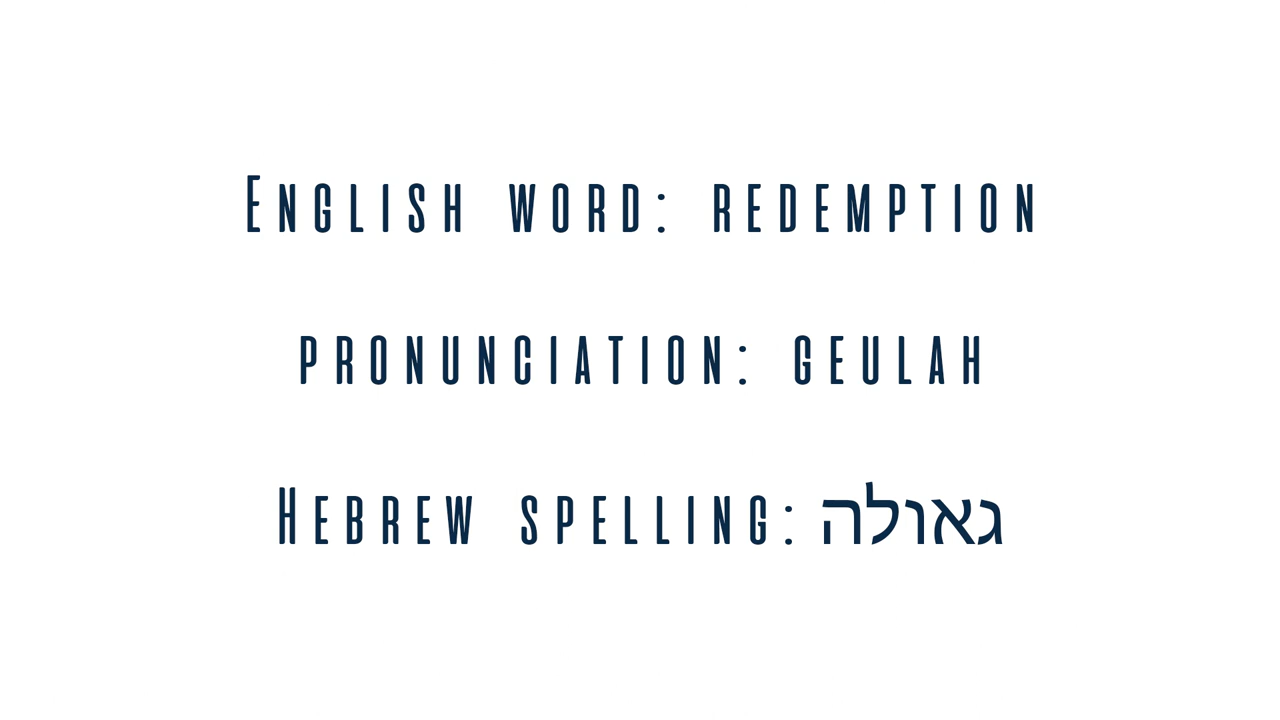 English word: redemption
pronunciation: geulah
Hebrew spelling: גאולה